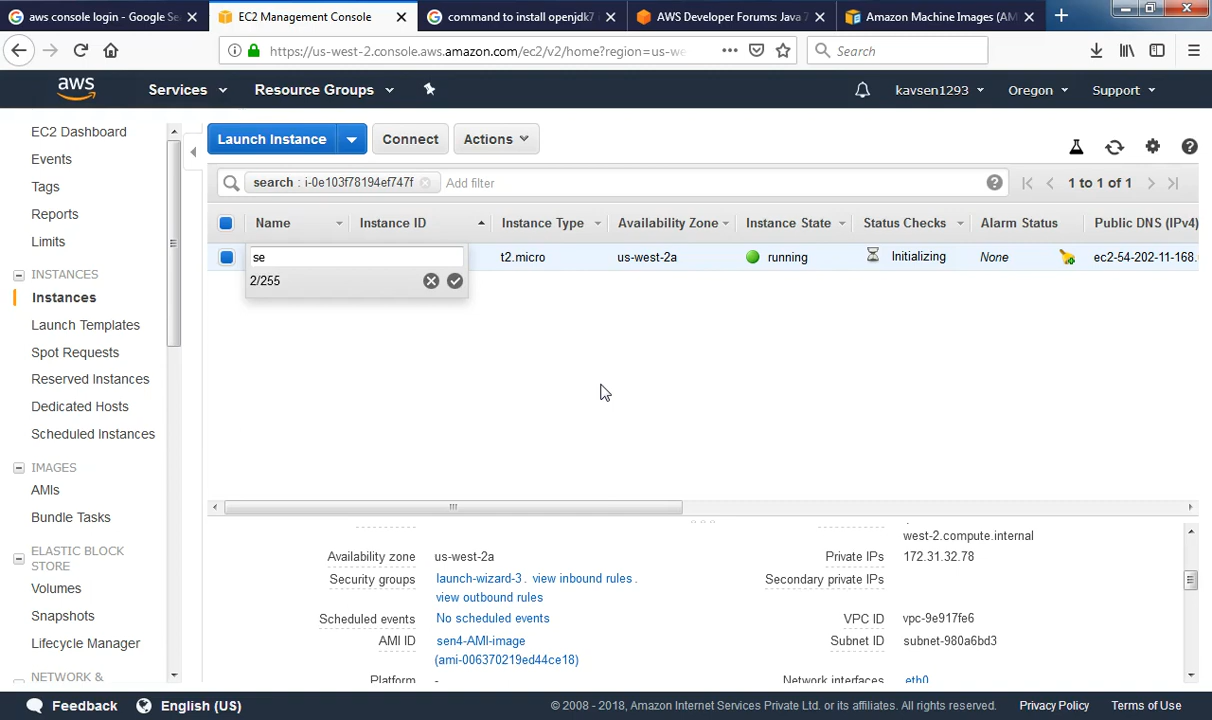 aws console login - Google Se
EC2 Management Console
command to install openjdk7
AWS Developer Forums: Java 7
Amazon Machine Images (AM
https://us-west-2.console.aws.amazon.com/ec2/v2/home?region=us-we
Search
aws
Services
Resource Groups
kavsen1293
Oregon
Support
EC2 Dashboard
Events
Tags
Reports
Limits
INSTANCES
Instances
Launch Templates
Spot Requests
Reserved Instances
Dedicated Hosts
Scheduled Instances
IMAGES
AMIs
Bundle Tasks
ELASTIC BLOCK
STORE
Volumes
Snapshots
Lifecycle Manager
NETWORK &
Launch Instance
Connect
Actions
search : i-0e103f78194ef747f
Add filter
1 to 1 of 1
Name
Instance ID
Instance Type
Availability Zone
Instance State
Status Checks
Alarm Status
Public DNS (IPv4)
se
2/255
t2.micro
us-west-2a
running
Initializing
None
ec2-54-202-11-168.
west-2.compute.internal
Availability zone us-west-2a
Private IPs 172.31.32.78
Security groups launch-wizard-3. view inbound rules.
view outbound rules
Secondary private IPs
Scheduled events No scheduled events
VPC ID vpc-9e917fe6
AMI ID sen4-AMI-image
(ami-006370219ed44ce18)
Subnet ID subnet-980a6bd3
Platform -
Network interfaces eth0
Feedback
English (US)
© 2008 - 2018, Amazon Internet Services Private Ltd. or its affiliates. All rights reserved.
Privacy Policy
Terms of Use